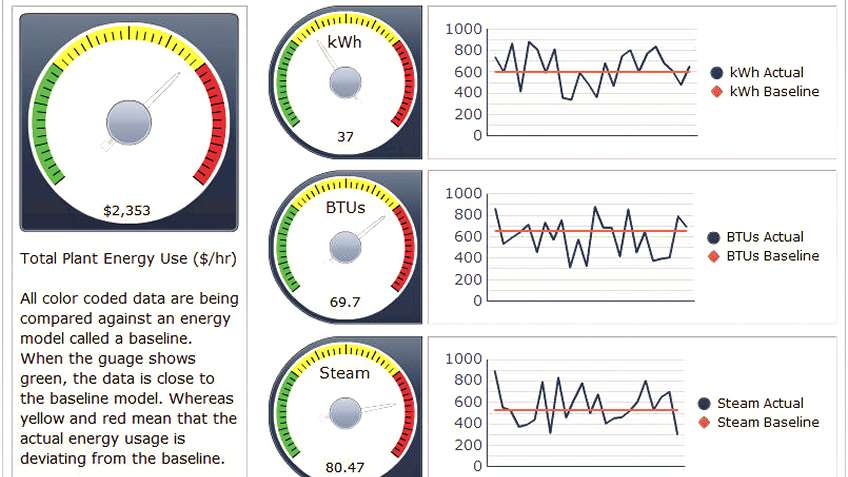 $2,353
Total Plant Energy Use ($/hr)
All color coded data are being
compared against an energy
model called a baseline.
When the guage shows
green, the data is close to
the baseline model. Whereas
yellow and red mean that the
actual energy usage is
deviating from the baseline.
kWh
37
1000
800
600
400
200
0
kWh Actual
kWh Baseline
BTUs
69.7
1000
800
600
400
200
0
BTUs Actual
BTUs Baseline
Steam
80.47
1000
800
600
400
200
0
Steam Actual
Steam Baseline